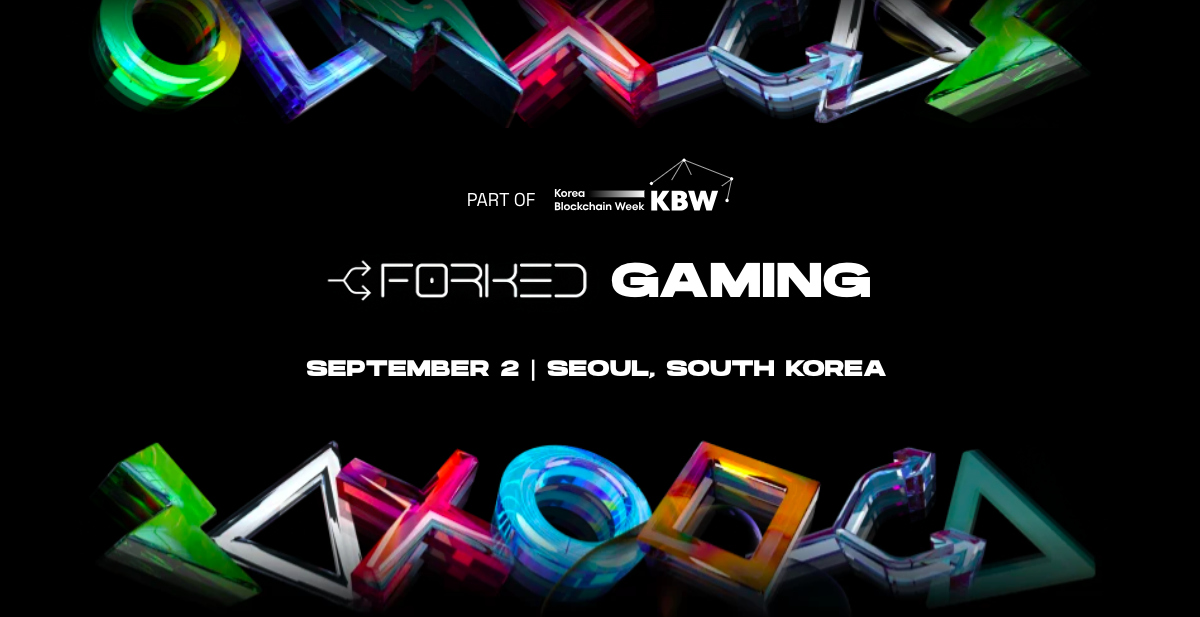 PART OF Korea Blockchain Week KBW
FORKED GAMING
SEPTEMBER 2 | SEOUL, SOUTH KOREA